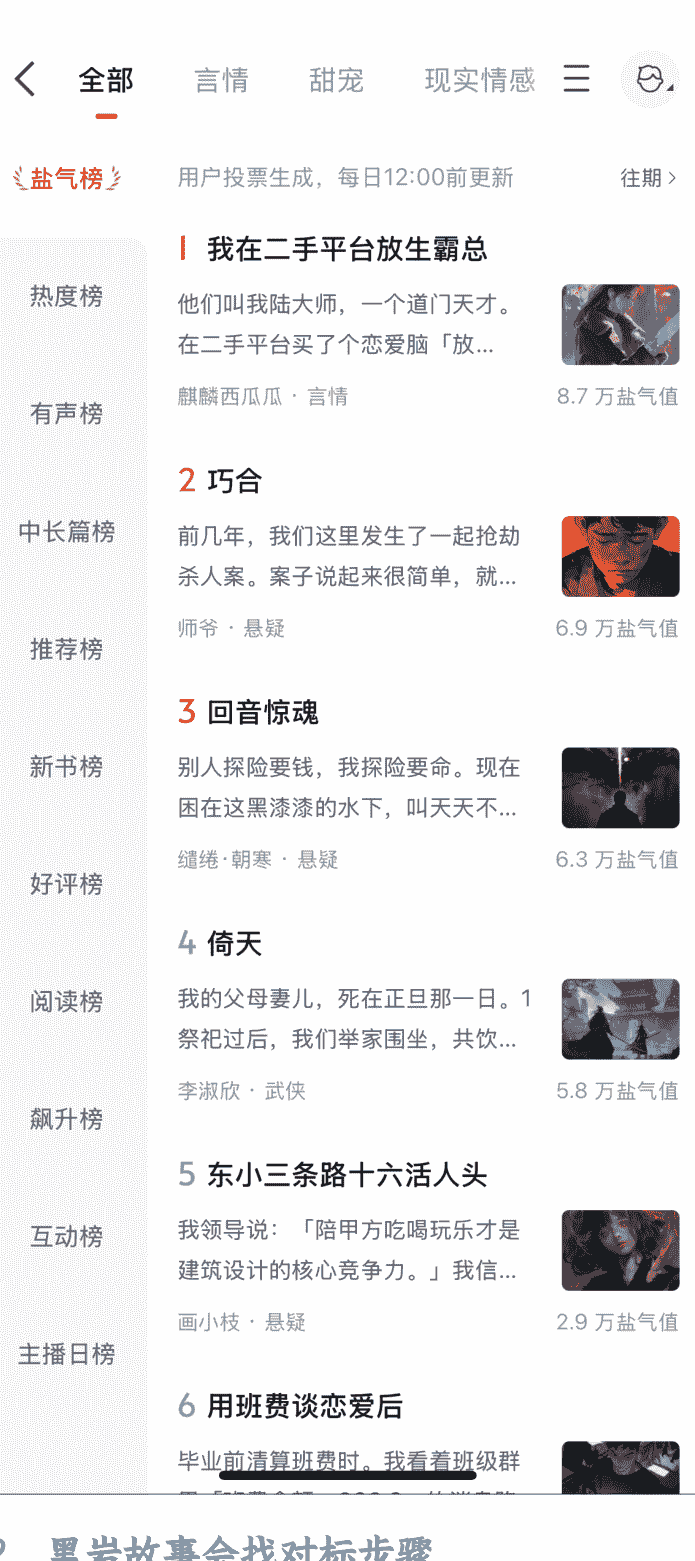 全部 言情 甜宠 现实情感
盐气榜
用户投票生成，每日12:00前更新 往期
热度榜
有声榜
中长篇榜
推荐榜
新书榜
好评榜
阅读榜
飙升榜
互动榜
主播日榜
1 我在二手平台放生霸总
他们叫我陆大师，一个道门天才。
在二手平台买了个恋爱脑「放...
麒麟西瓜瓜 · 言情 8.7 万盐气值
2 巧合
前几年，我们这里发生了一起抢劫
杀人案。案子说起来很简单，就...
师爷 · 悬疑 6.9 万盐气值
3 回音惊魂
别人探险要钱，我探险要命。现在
困在这黑漆漆的水下，叫天天不...
缱绻·朝寒 · 悬疑 6.3 万盐气值
4 倚天
我的父母妻儿，死在正旦那一日。1
祭祀过后，我们举家围坐，共饮...
李淑欣 · 武侠 5.8 万盐气值
5 东小三条路十六活人头
我领导说：「陪甲方吃喝玩乐才是
建筑设计的核心竞争力。」我信...
画小枝 · 悬疑 2.9 万盐气值
6 用班费谈恋爱后
毕业前清算班费时。我看着班级群
黑岩故事会找对标步骤